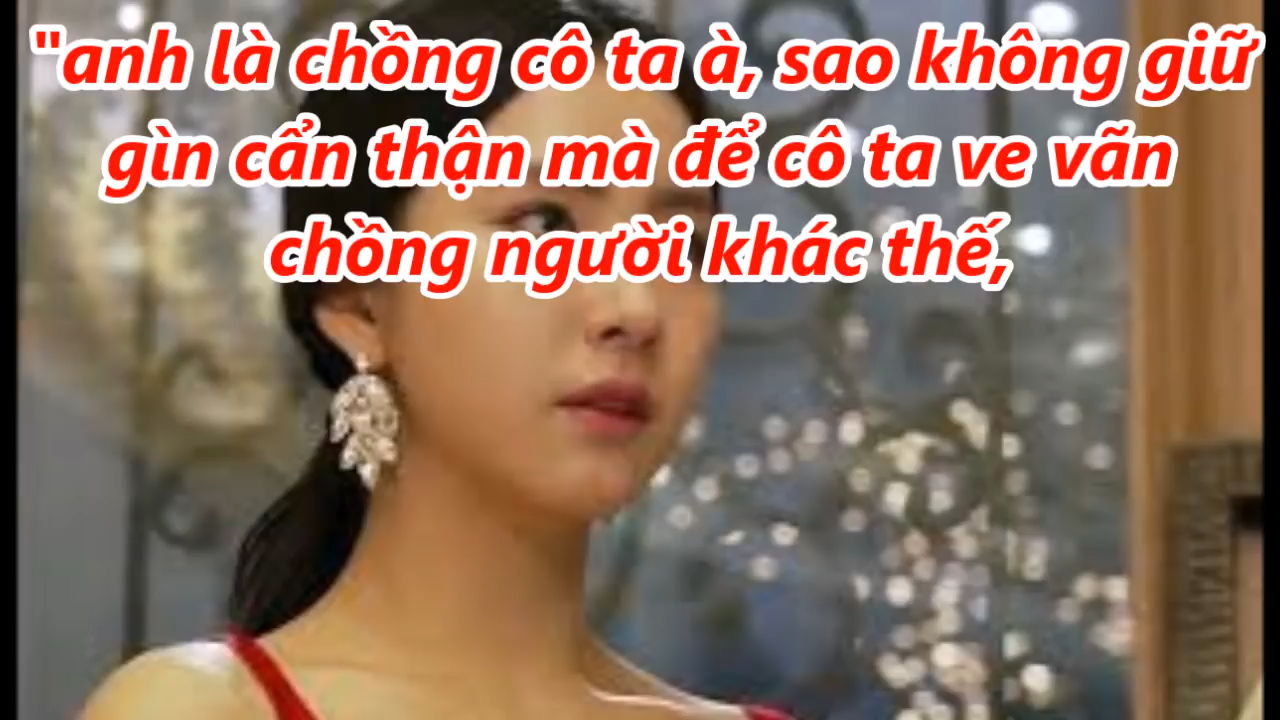 "anh là chồng cô ta à, sao không giữ
gìn cẩn thận mà để cô ta ve vãn
chồng người khác thế,